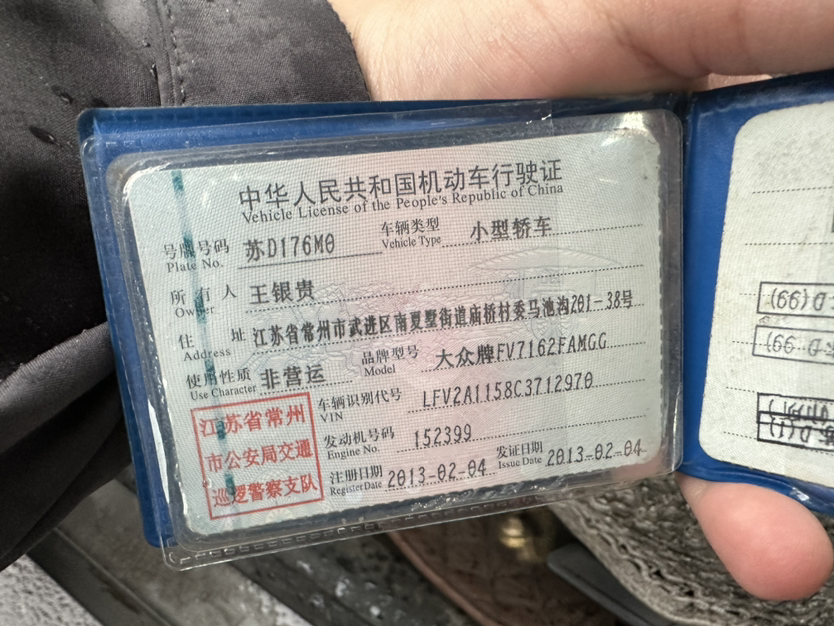 中华人民共和国机动车行驶证
Vehicle License of the People's Republic of China
号牌号码 苏D176M0 车辆类型 小型轿车
Plate No. Vehicle Type
所有人 王银贵
Owner
住址 江苏省常州市武进区南夏墅街道庙桥村委马池沟201-38号
Address
使用性质 非营运 品牌型号 大众牌FV7162FAMGG
Use Character Model
江苏省常州
市公安局交通
巡逻警察支队
车辆识别代号 LFV2A1158C3712970
VIN
发动机号码 152399
Engine No.
注册日期 2013-02-04 发证日期 2013-02-04
Register Date Issue Date